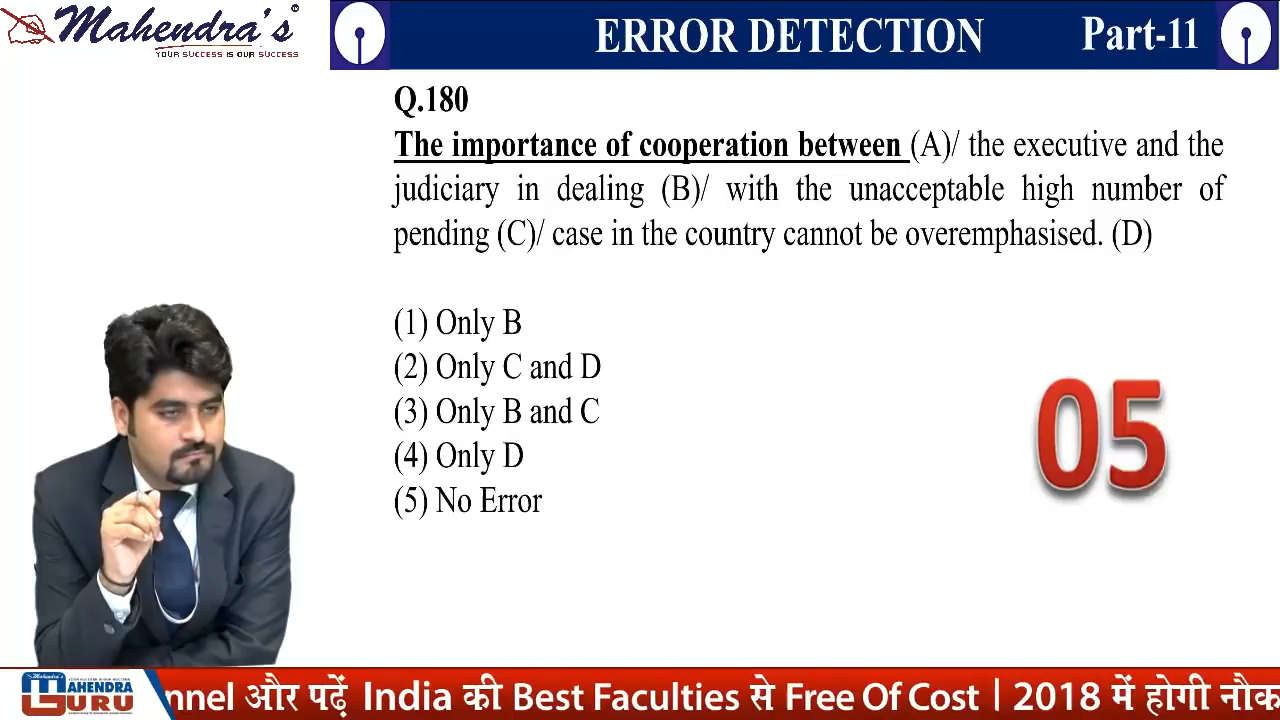 Mahendra's
YOUR SUCCESS IS OUR SUCCESS
ERROR DETECTION
Part-11
Q.180
The importance of cooperation between (A)/ the executive and the
judiciary in dealing (B)/ with the unacceptable high number of
pending (C)/ case in the country cannot be overemphasised. (D)
(1) Only B
(2) Only C and D
(3) Only B and C
(4) Only D
(5) No Error
05
Mahendra's
MAHENDRA
GURU
nnel और पढ़ें India की Best Faculties से Free Of Cost | 2018 में होगी नौक